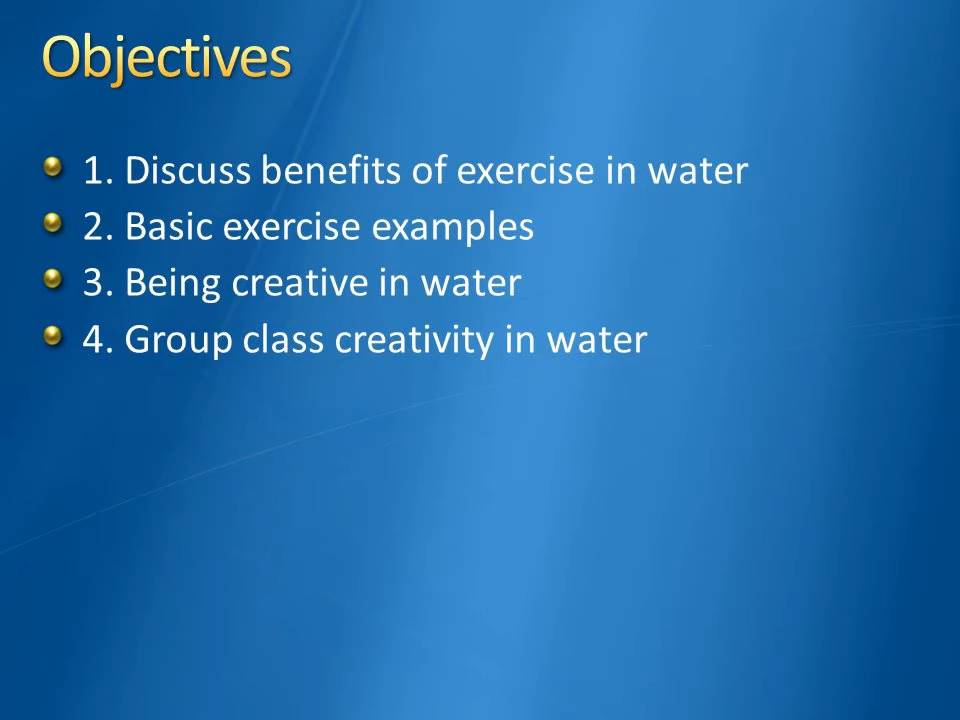 Objectives
1. Discuss benefits of exercise in water
2. Basic exercise examples
3. Being creative in water
4. Group class creativity in water